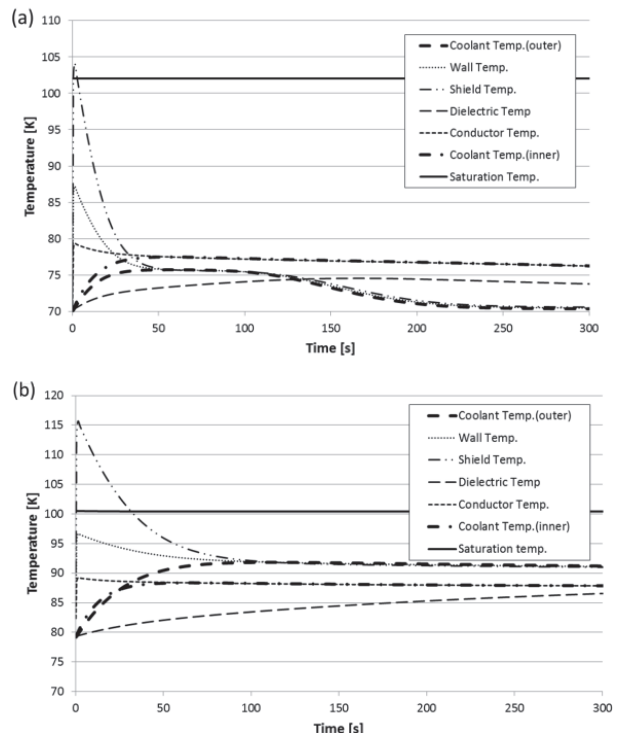 (a)
110
105
100
95
90
85
80
75
70
Temperature [K]
Coolant Temp.(outer)
Wall Temp.
Shield Temp.
Dielectric Temp
Conductor Temp.
Coolant Temp.(inner)
Saturation Temp.
0 50 100 150 200 250 300
Time [s]
(b)
120
115
110
105
100
95
90
85
80
75
70
Temperature [K]
Coolant Temp.(outer)
Wall Temp.
Shield Temp.
Dielectric Temp
Conductor Temp.
Coolant Temp.(inner)
Saturation temp.
0 50 100 150 200 250 300
Time [s]